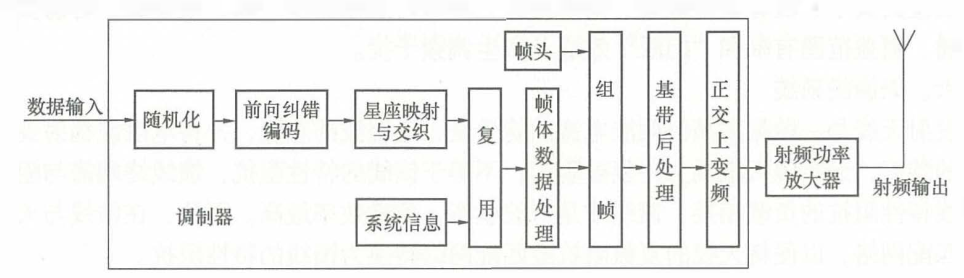 数据输入
随机化
前向纠错
编码
星座映射
与交织
系统信息
复用
帧头
帧体数据处理
组帧
基带后处理
正交上变频
射频功率
放大器
射频输出
调制器